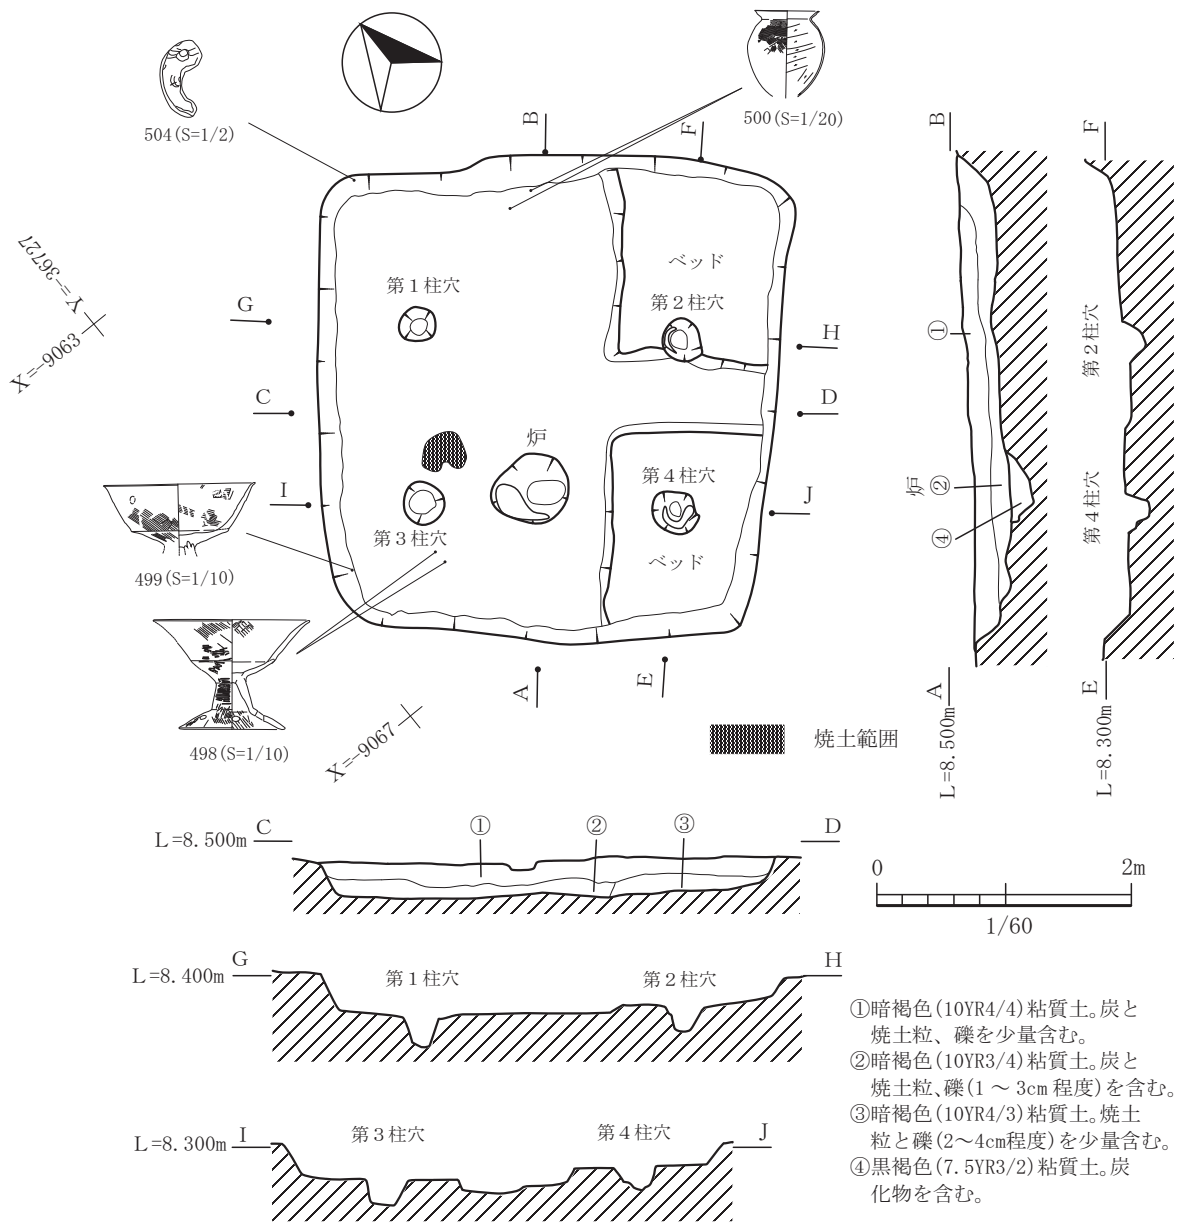 504(S=1/2)
500(S=1/20)
B
F
B
F
Y=-36727
X=-9063
G
第1柱穴
ベッド
第2柱穴
H
①
第2柱穴
C
D
炉
I
第4柱穴
J
炉
②
④
第4柱穴
499(S=1/10)
第3柱穴
ベッド
498(S=1/10)
A
E
X=-9067
焼土範囲
A
L=8.500m
E
L=8.300m
L=8.500m
C
①
②
③
D
0
2m
1/60
L=8.400m
G
第1柱穴
第2柱穴
H
L=8.300m
I
第3柱穴
第4柱穴
J
①暗褐色(10YR4/4)粘質土。炭と
焼土粒、礫を少量含む。
②暗褐色(10YR3/4)粘質土。炭と
焼土粒、礫(1～3cm程度)を含む。
③暗褐色(10YR4/3)粘質土。焼土
粒と礫(2～4cm程度)を少量含む。
④黒褐色(7.5YR3/2)粘質土。炭
化物を含む。